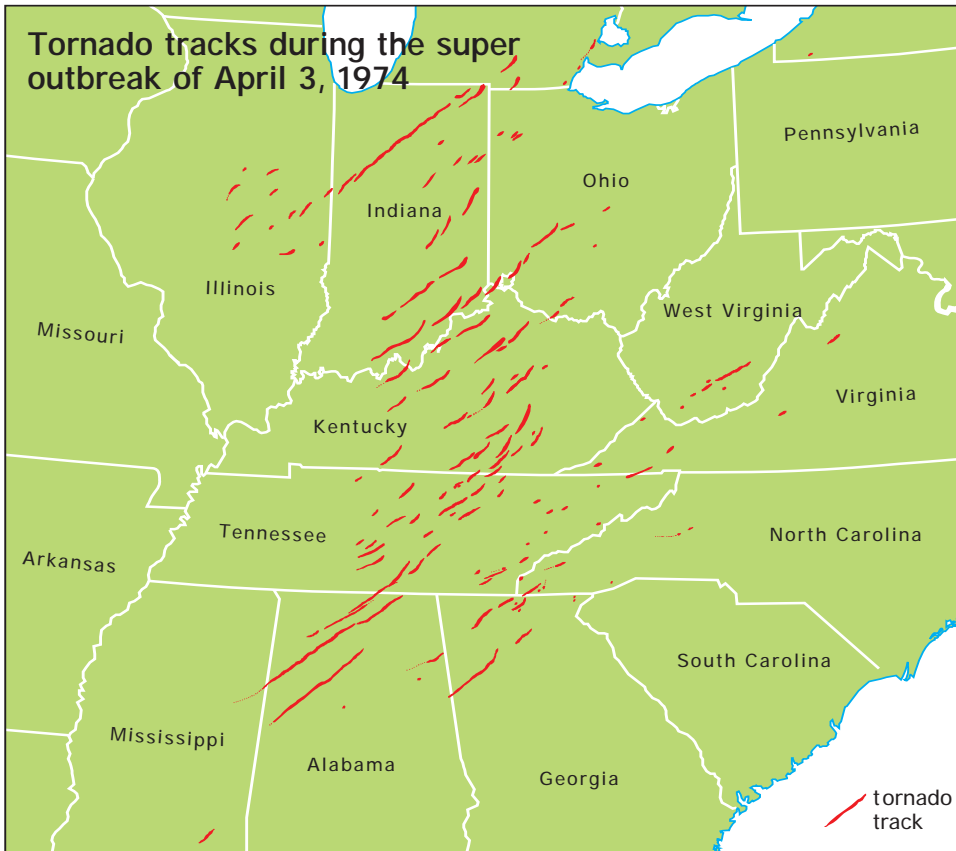 Tornado tracks during the super
outbreak of April 3, 1974
Pennsylvania
Ohio
Indiana
Illinois
West Virginia
Missouri
Virginia
Kentucky
Tennessee
North Carolina
Arkansas
South Carolina
Mississippi
Alabama
Georgia
tornado
track